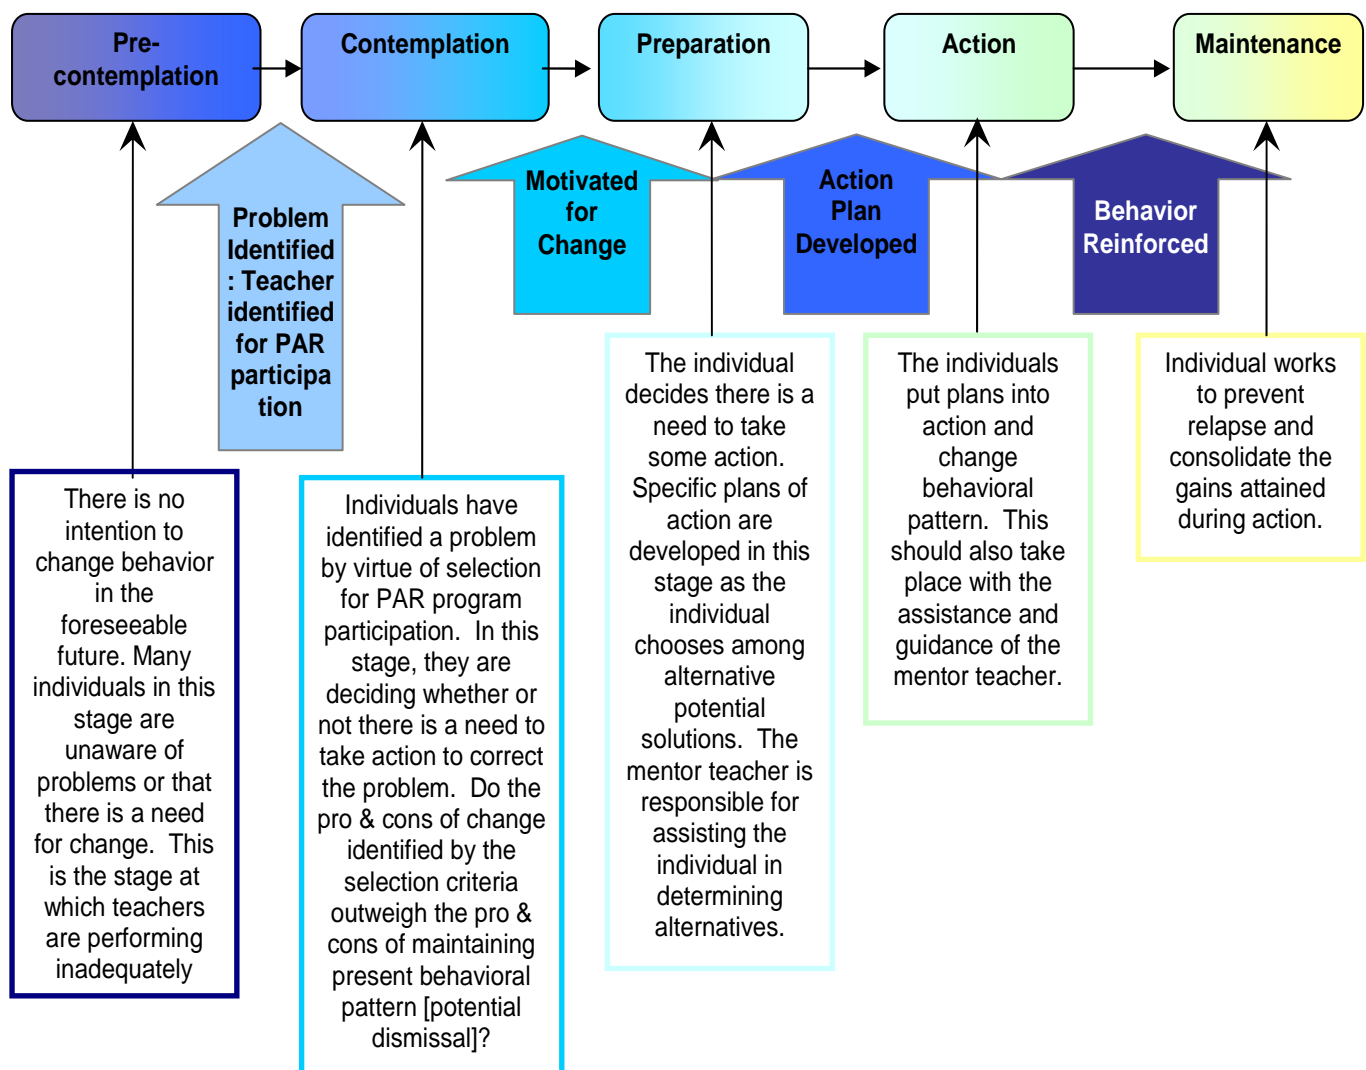 Pre-
contemplation
Contemplation
Preparation
Action
Maintenance
Problem
Identified
: Teacher
identified
for PAR
participa
tion
Motivated
for
Change
Action
Plan
Developed
Behavior
Reinforced
There is no
intention to
change behavior
in the
foreseeable
future. Many
individuals in this
stage are
unaware of
problems or that
there is a need
for change.  This
is the stage at
which teachers
are performing
inadequately
Individuals have
identified a problem
by virtue of selection
for PAR program
participation.  In this
stage, they are
deciding whether or
not there is a need to
take action to correct
the problem.  Do the
pro & cons of change
identified by the
selection criteria
outweigh the pro &
cons of maintaining
present behavioral
pattern [potential
dismissal]?
The individual
decides there is a
need to take
some action.
Specific plans of
action are
developed in this
stage as the
individual
chooses among
alternative
potential
solutions.  The
mentor teacher is
responsible for
assisting the
individual in
determining
alternatives.
The individuals
put plans into
action and
change
behavioral
pattern.  This
should also take
place with the
assistance and
guidance of the
mentor teacher.
Individual works
to prevent
relapse and
consolidate the
gains attained
during action.